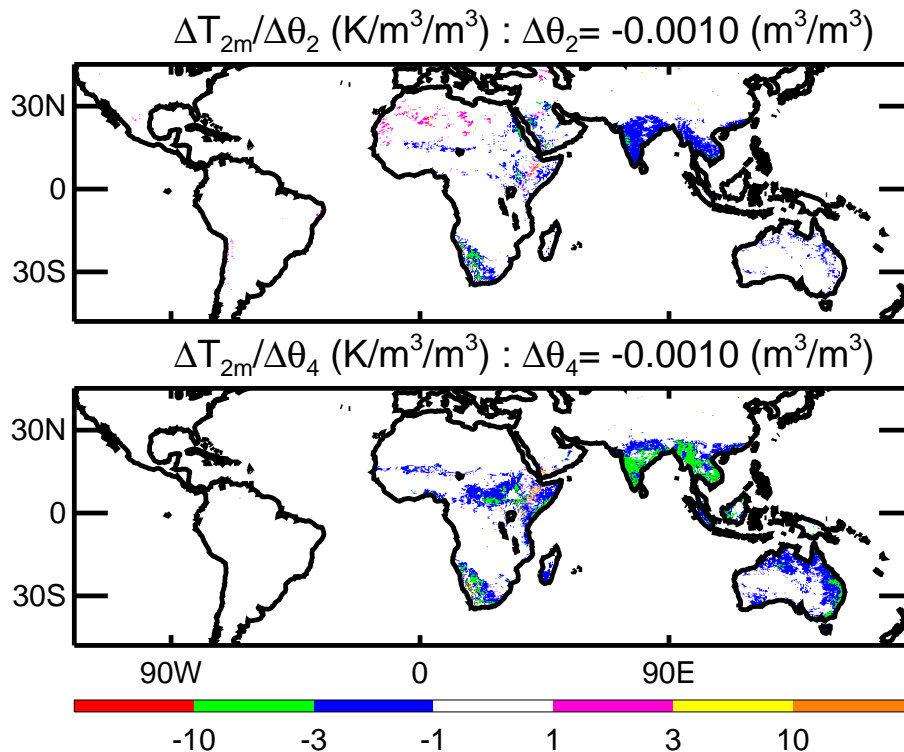 ΔT₂ₘ/Δθ₂ (K/m³/m³) : Δθ₂= -0.0010 (m³/m³)
30N
0
30S
ΔT₂ₘ/Δθ₄ (K/m³/m³) : Δθ₄= -0.0010 (m³/m³)
30N
0
30S
90W 0 90E
-10 -3 -1 1 3 10